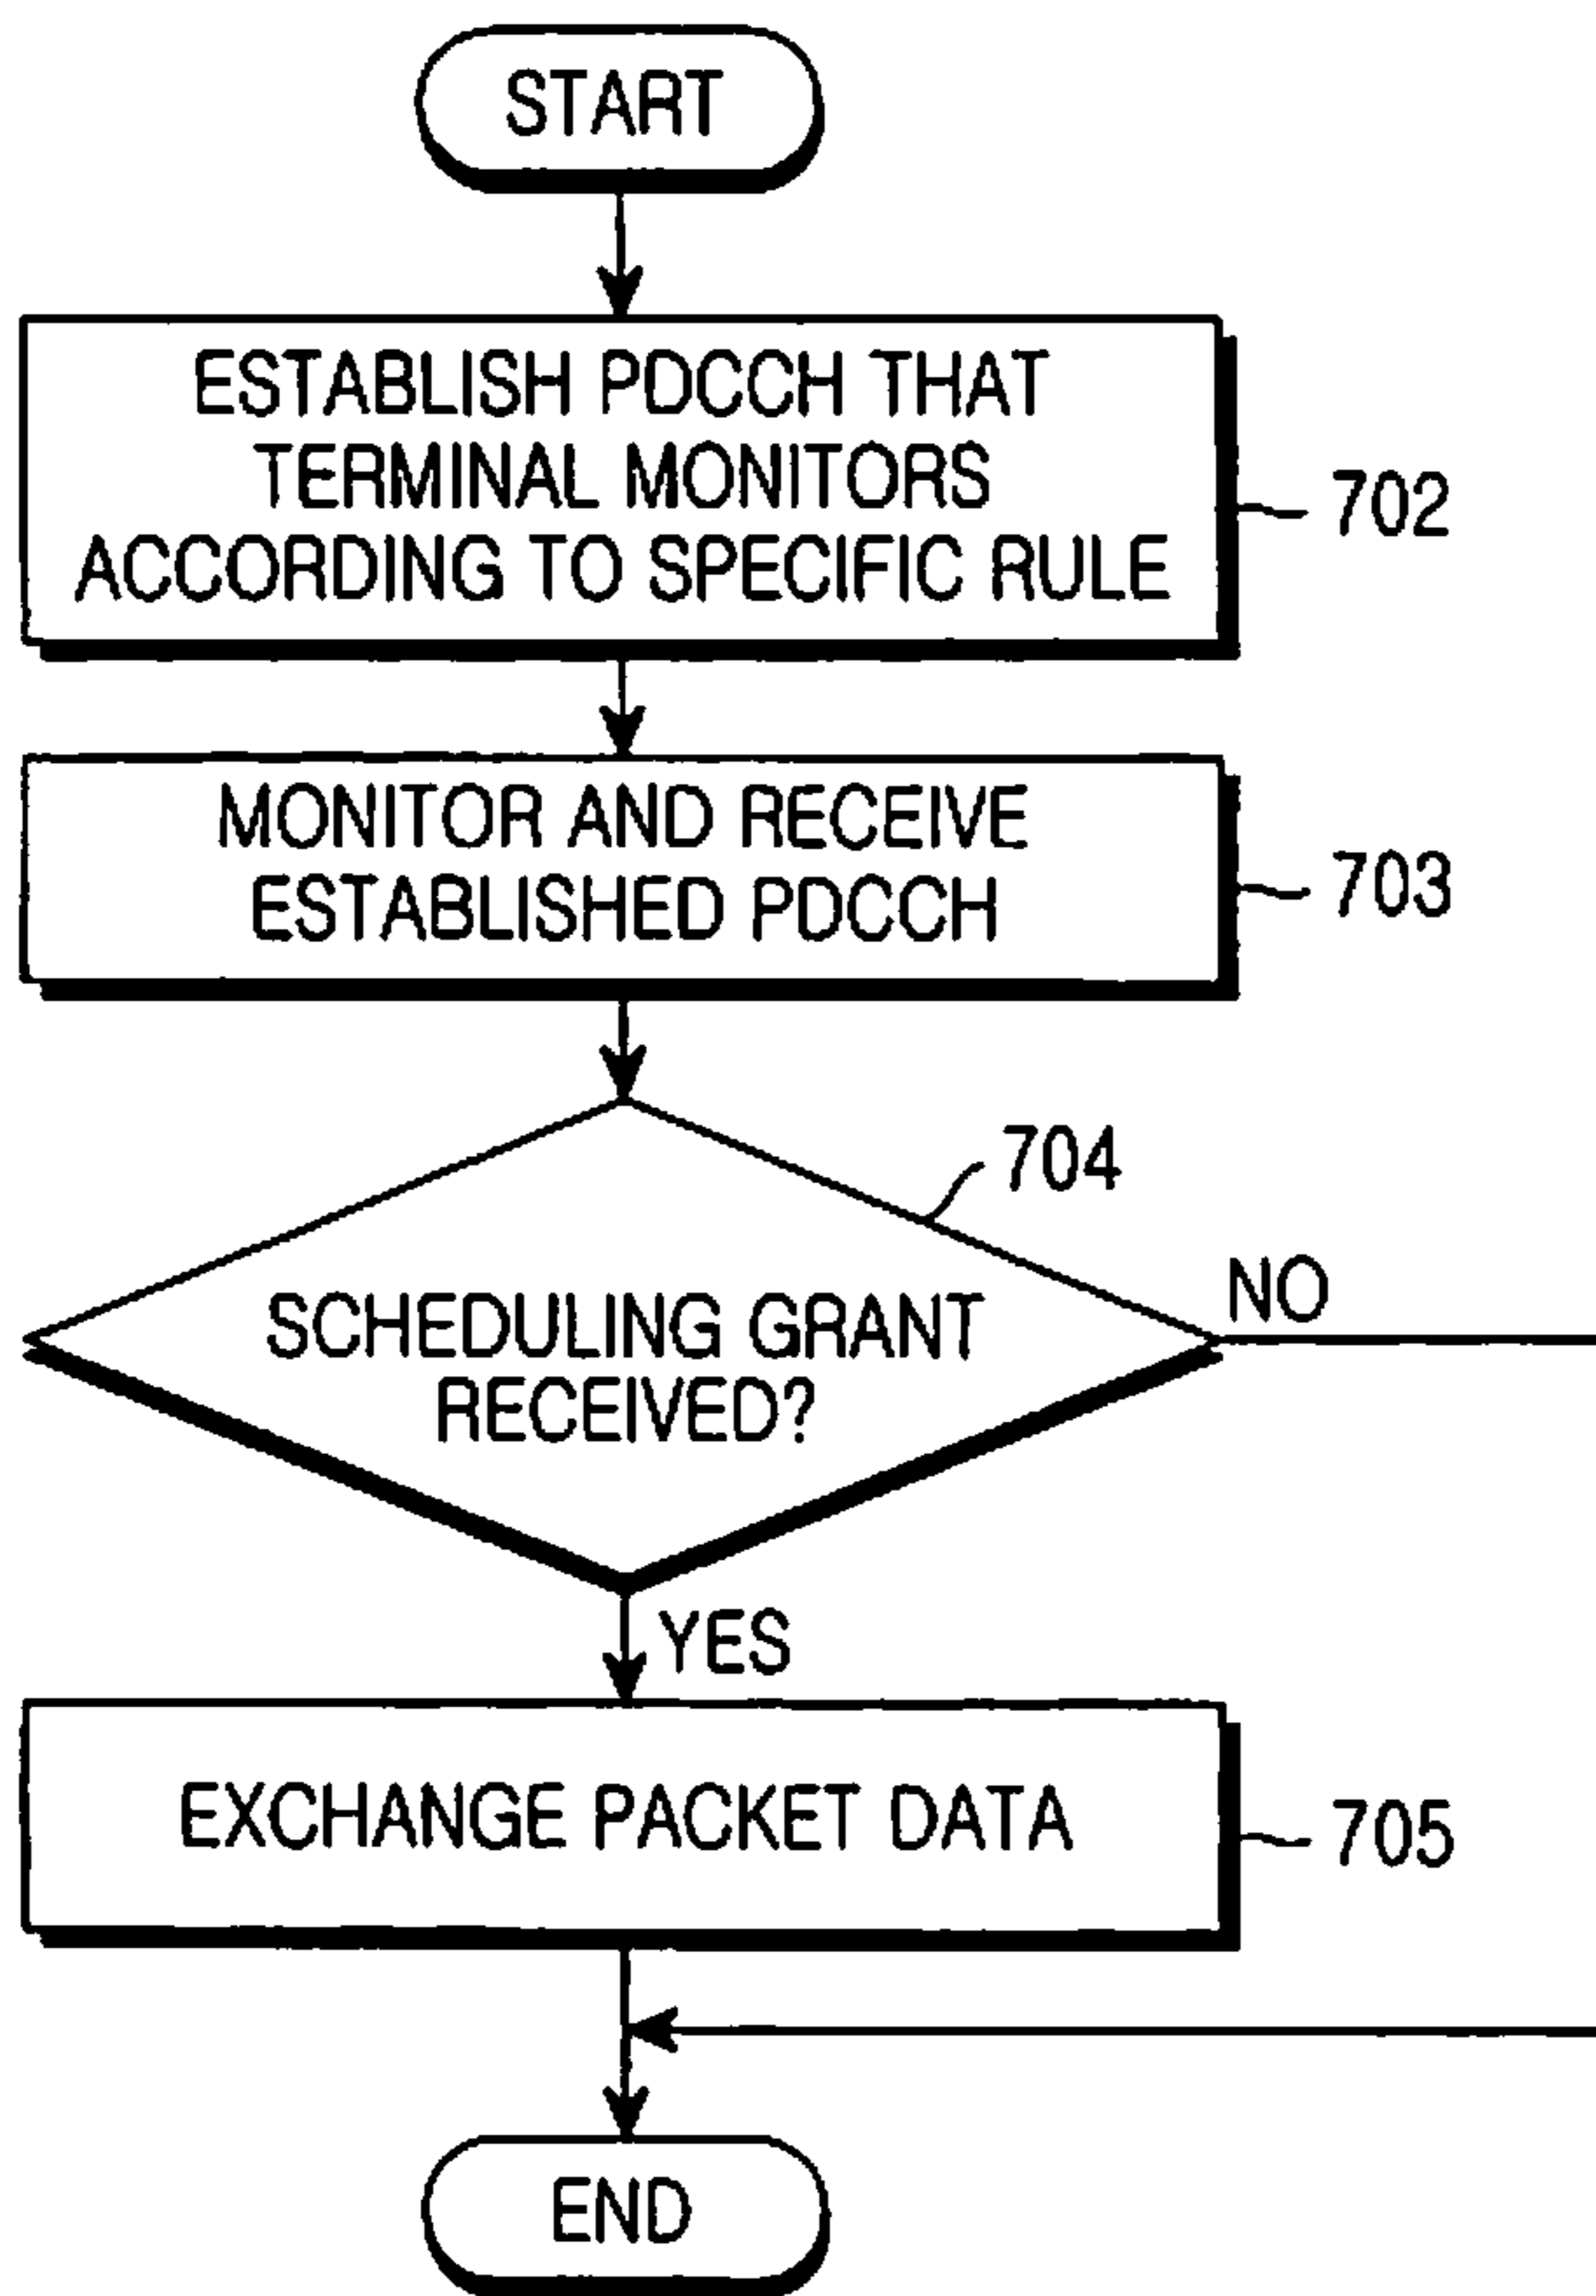 START
ESTABLISH PDCCH THAT
TERMINAL MONITORS
ACCORDING TO SPECIFIC RULE
702
MONITOR AND RECEIVE
ESTABLISHED PDCCH
703
704
NO
SCHEDULING GRANT
RECEIVED?
YES
EXCHANGE PACKET DATA
705
END